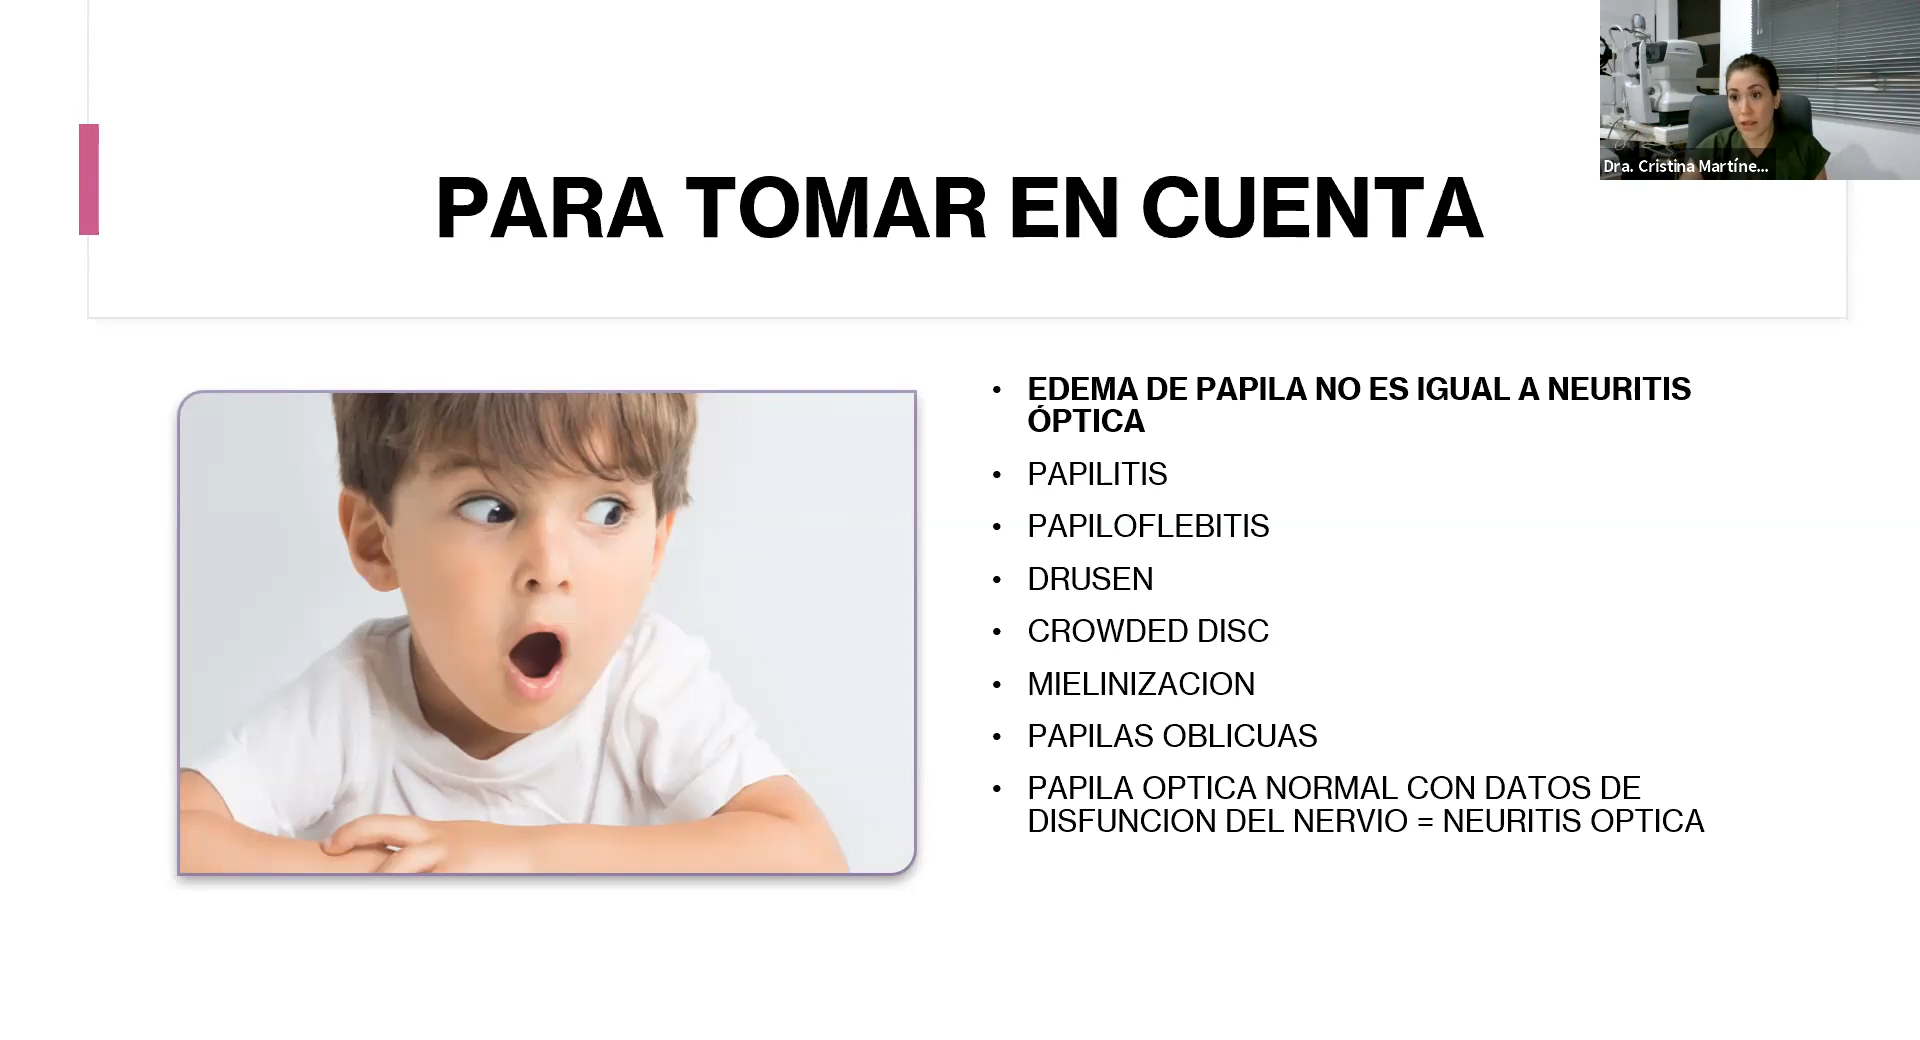 Dra. Cristina Martíne...
PARA TOMAR EN CUENTA
• EDEMA DE PAPILA NO ES IGUAL A NEURITIS
ÓPTICA
• PAPILITIS
• PAPILOFLEBITIS
• DRUSEN
• CROWDED DISC
• MIELINIZACION
• PAPILAS OBLICUAS
• PAPILA OPTICA NORMAL CON DATOS DE
DISFUNCION DEL NERVIO = NEURITIS OPTICA